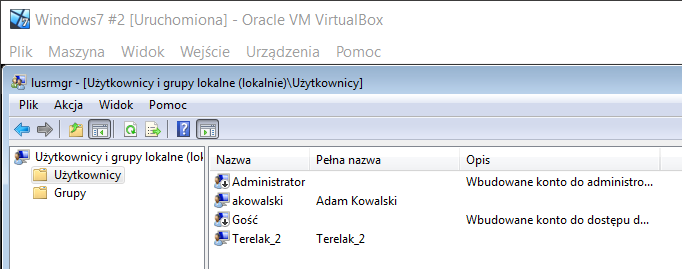 Windows7 #2 [Uruchomiona] - Oracle VM VirtualBox
Plik Maszyna Widok Wejście Urządzenia Pomoc
lusrmgr - [Użytkownicy i grupy lokalne (lokalnie)\Użytkownicy]
Plik Akcja Widok Pomoc
Użytkownicy i grupy lokalne (lok
Użytkownicy
Grupy
Nazwa Pełna nazwa Opis
Administrator Wbudowane konto do administro...
akowalski Adam Kowalski
Gość Wbudowane konto do dostępu d...
Terelak_2 Terelak_2